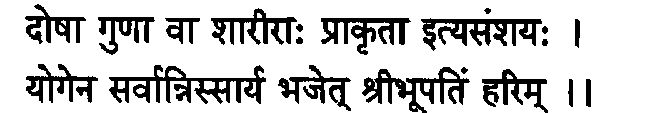 दोषा गुणा वा शारीराः प्राकृता इत्यसंशयः ।
योगेन सर्वान्निस्सार्य भजेत् श्रीभूपतिं हरिम् ।।